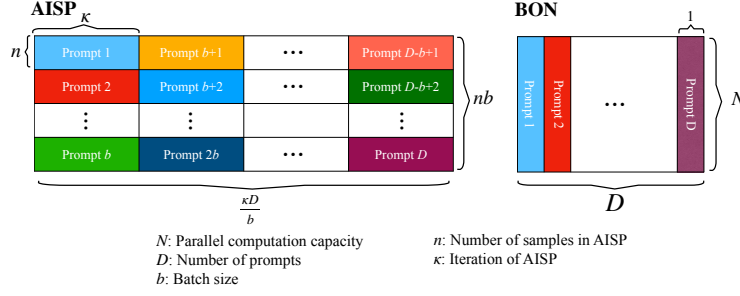 AISP
κ
n
Prompt 1
Prompt b+1
•••
Prompt D-b+1
Prompt 2
Prompt b+2
Prompt D-b+2
Prompt b
Prompt 2b
•••
Prompt D
nb
κD
b
BON
1
Prompt 1
Prompt 2
•••
Prompt D
N
D
N: Parallel computation capacity
D: Number of prompts
b: Batch size
n: Number of samples in AISP
κ: Iteration of AISP